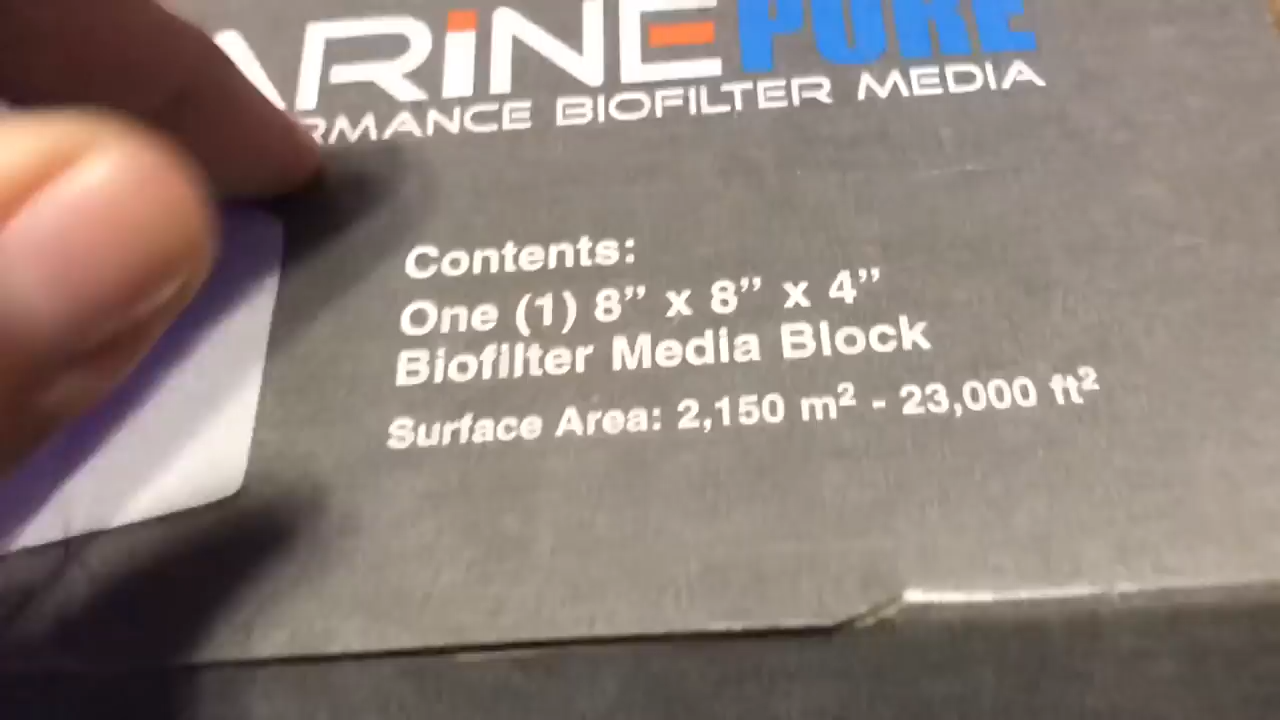 ARiNEPURE
RMANCE BIOFILTER MEDIA
Contents:
One (1) 8” x 8” x 4”
Biofilter Media Block
Surface Area: 2,150 m² - 23,000 ft²